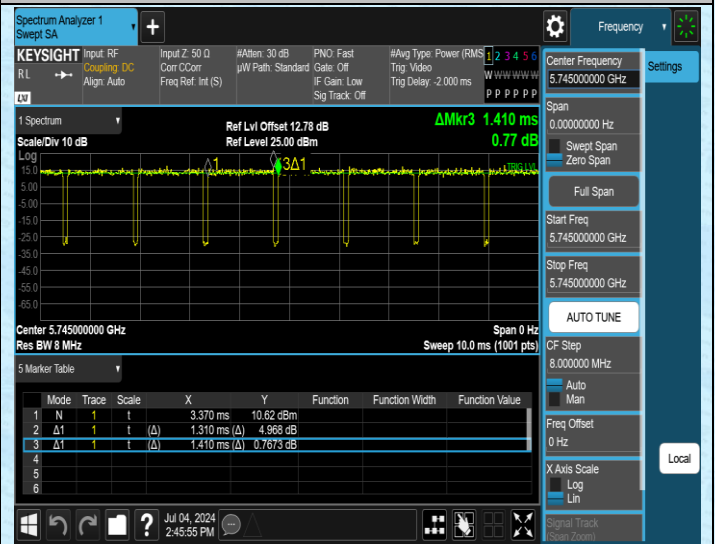 Spectrum Analyzer 1
Swept SA
Frequency
KEYSIGHT
RL
LXI
Input: RF
Coupling: DC
Align: Auto
Input Z: 50 Ω
Corr CCorr
Freq Ref: Int (S)
#Atten: 30 dB
µW Path: Standard
PNO: Fast
Gate: Off
IF Gain: Low
Sig Track: Off
#Avg Type: Power (RMS
Trig: Video
Trig Delay: -2.000 ms
1 2 3 4 5 6
W W W W W W
P P P P P P
1 Spectrum
Scale/Div 10 dB
Ref Lvl Offset 12.78 dB
Ref Level 25.00 dBm
ΔMkr3 1.410 ms
0.77 dB
Log
15.0
5.00
-5.00
-15.0
-25.0
-35.0
-45.0
-55.0
-65.0
1
3Δ1
TRIG LVL
Center 5.745000000 GHz
Res BW 8 MHz
Span 0 Hz
Sweep 10.0 ms (1001 pts)
5 Marker Table
Mode Trace Scale X Y Function Function Width Function Value
1 N 1 t 3.370 ms 10.62 dBm
2 Δ1 1 t (Δ) 1.310 ms (Δ) 4.968 dB
3 Δ1 1 t (Δ) 1.410 ms (Δ) 0.7673 dB
4
5
6
Jul 04, 2024
2:45:55 PM
Center Frequency
5.745000000 GHz
Settings
Span
0.00000000 Hz
Swept Span
Zero Span
Full Span
Start Freq
5.745000000 GHz
Stop Freq
5.745000000 GHz
AUTO TUNE
CF Step
8.000000 MHz
Auto
Man
Freq Offset
0 Hz
X Axis Scale
Log
Lin
Local
Signal Track
(Span Zoom)